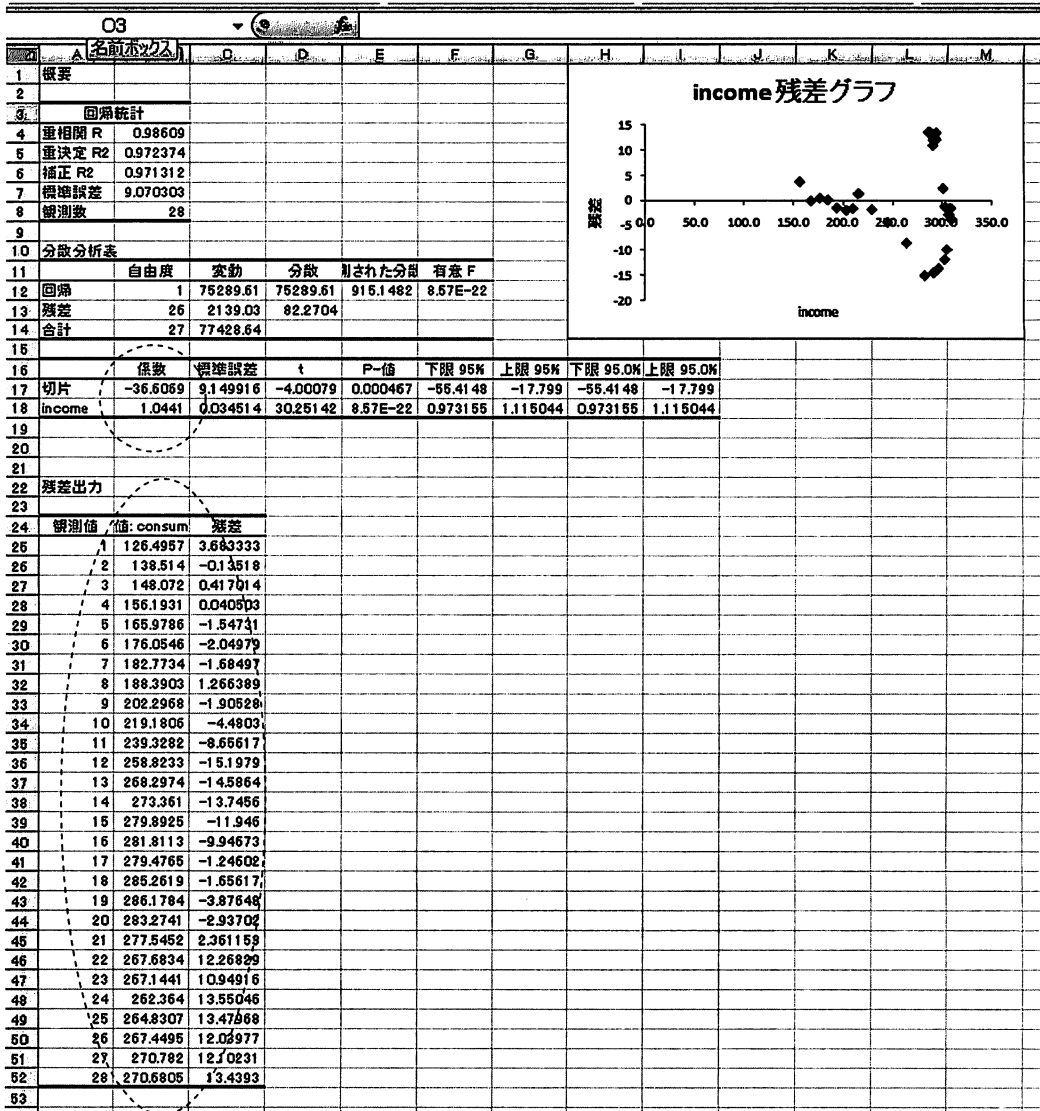 O3
fx
名前ボックス
A C D E F G H I J K L M
1 概要
2
3 回帰統計
4 重相関 R 0.98609
5 重決定 R2 0.972374
6 補正 R2 0.971312
7 標準誤差 9.070303
8 観測数 28
9
10 分散分析表
11 自由度 変動 分散 された分散 有意 F
12 回帰 1 75289.61 75289.61 915.1482 8.57E-22
13 残差 26 2139.03 82.2704
14 合計 27 77428.64
15
16 係数 標準誤差 t P-値 下限 95% 上限 95% 下限 95.0% 上限 95.0%
17 切片 -36.6069 9.149916 -4.00079 0.000467 -55.4148 -17.799 -55.4148 -17.799
18 income 1.0441 0.034514 30.25142 8.57E-22 0.973155 1.115044 0.973155 1.115044
19
20
21
22 残差出力
23
24 観測値 値: consum 残差
25 1 126.4957 3.683333
26 2 138.514 -0.13518
27 3 148.072 0.417014
28 4 156.1931 0.040503
29 5 165.9786 -1.54731
30 6 176.0546 -2.04979
31 7 182.7734 -1.68497
32 8 188.3903 1.266389
33 9 202.2968 -1.90528
34 10 219.1806 -4.4803
35 11 239.3282 -8.65617
36 12 258.8233 -15.1979
37 13 268.2974 -14.5864
38 14 273.361 -13.7456
39 15 279.8925 -11.946
40 16 281.8113 -9.94673
41 17 279.4765 -1.24602
42 18 285.2619 -1.65617
43 19 286.1784 -3.87648
44 20 283.2741 -2.93702
45 21 277.5452 2.361159
46 22 267.6834 12.26829
47 23 267.1441 10.94916
48 24 262.364 13.55046
49 25 264.8307 13.47968
50 26 267.4495 12.03977
51 27 270.782 12.10231
52 28 270.6805 13.4393
53
income 残差グラフ
残差
15
10
5
0
-5
-10
-15
-20
0.0 50.0 100.0 150.0 200.0 250.0 300.0 350.0
income